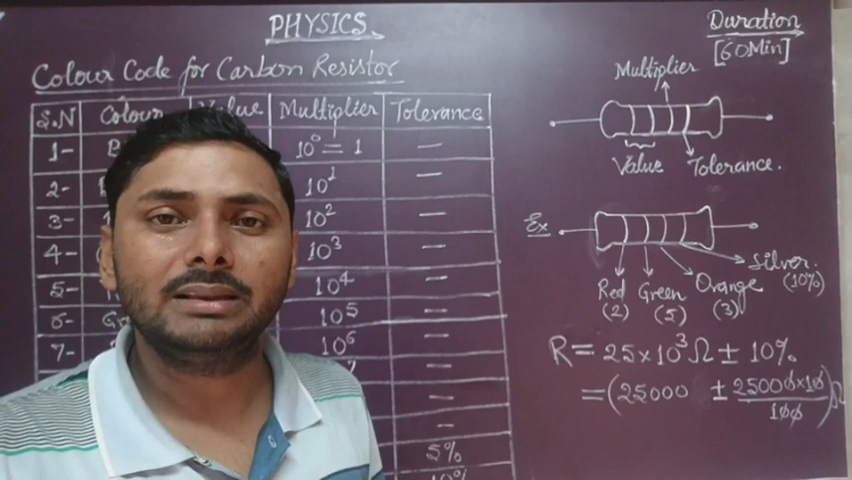 PHYSICS
Duration
[60Min]
Colour Code for Carbon Resistor
S.N Colour Value Multiplier Tolerance
1- 10⁰ = 1 —
2- 10¹ —
3- 10² —
4- 10³ —
5- 10⁴ —
6- 10⁵ —
7- 10⁶ —
—
—
5%
10%
Multiplier
Value Tolerance.
Ex
Silver.
Red Green Orange (10%)
(2) (5) (3)
R = 25×10³ Ω ± 10%
= (25000 ± 25000×10/100) Ω